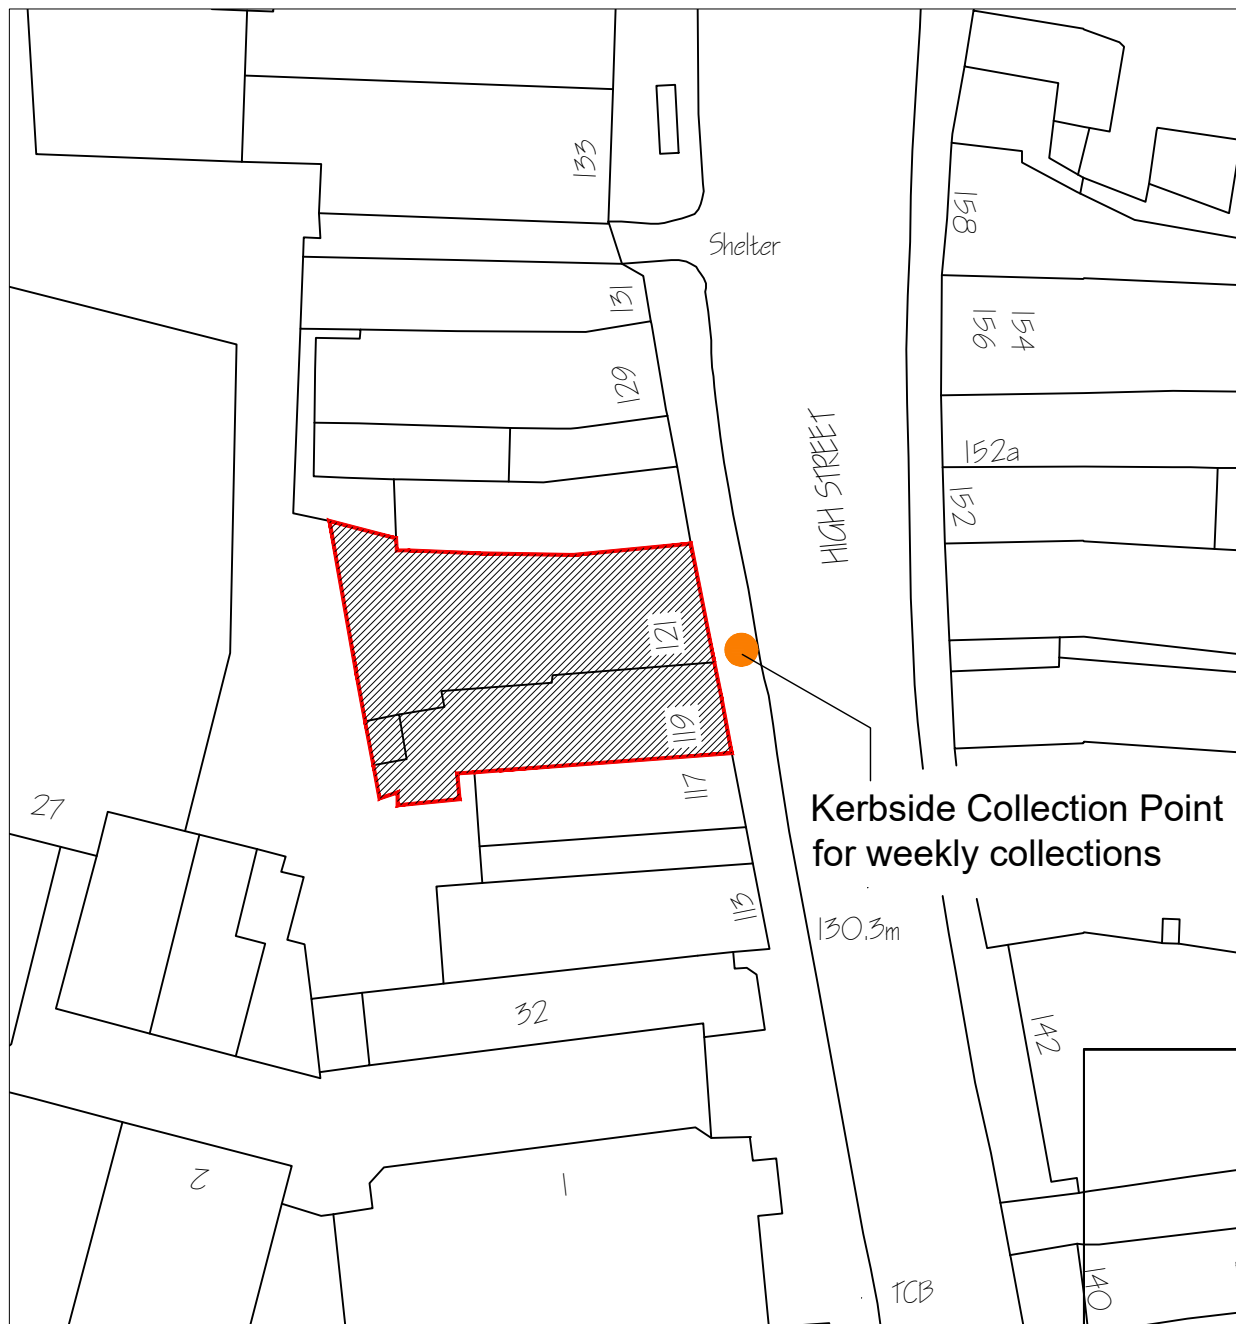 133
Shelter
158
131
156
154
129
HIGH STREET
152a
152
121
119
117
27
Kerbside Collection Point
for weekly collections
113
130.3m
32
142
2
1
TCB
140